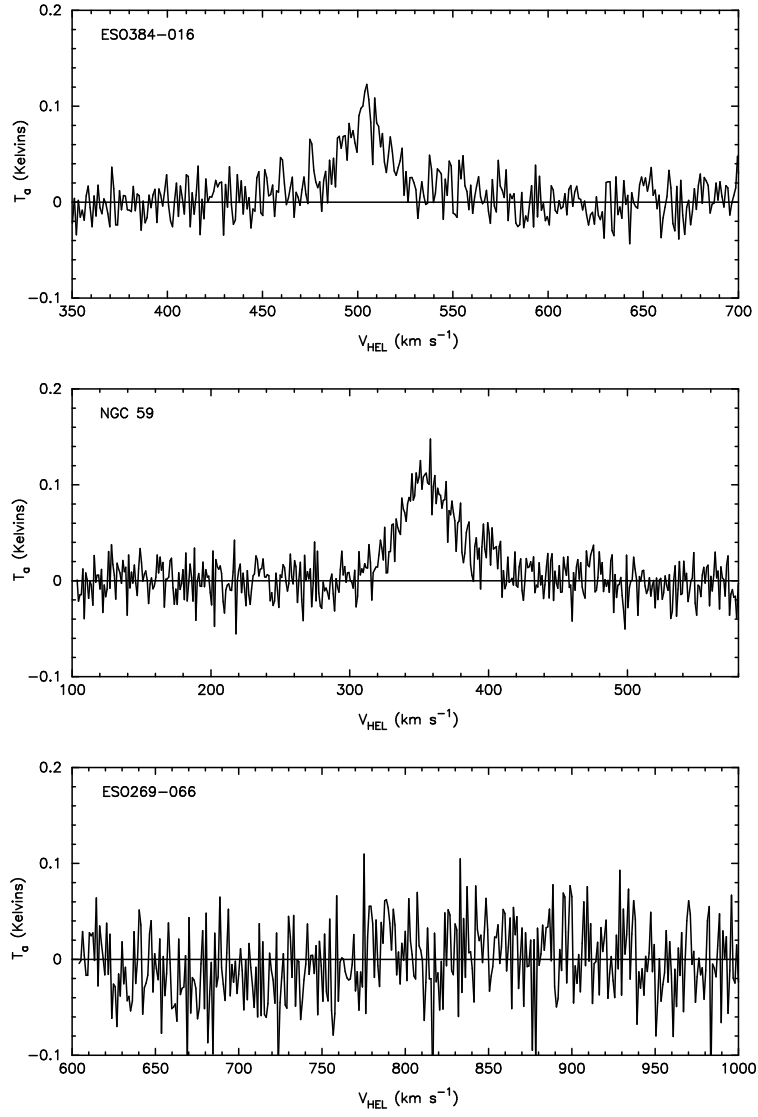 0.2
ESO384−016
0.1
T_a (Kelvins)
0
−0.1
350 400 450 500 550 600 650 700
V_HEL (km s⁻¹)
0.2
NGC 59
0.1
T_a (Kelvins)
0
−0.1
100 200 300 400 500
V_HEL (km s⁻¹)
0.2
ESO269−066
0.1
T_a (Kelvins)
0
−0.1
600 650 700 750 800 850 900 950 1000
V_HEL (km s⁻¹)